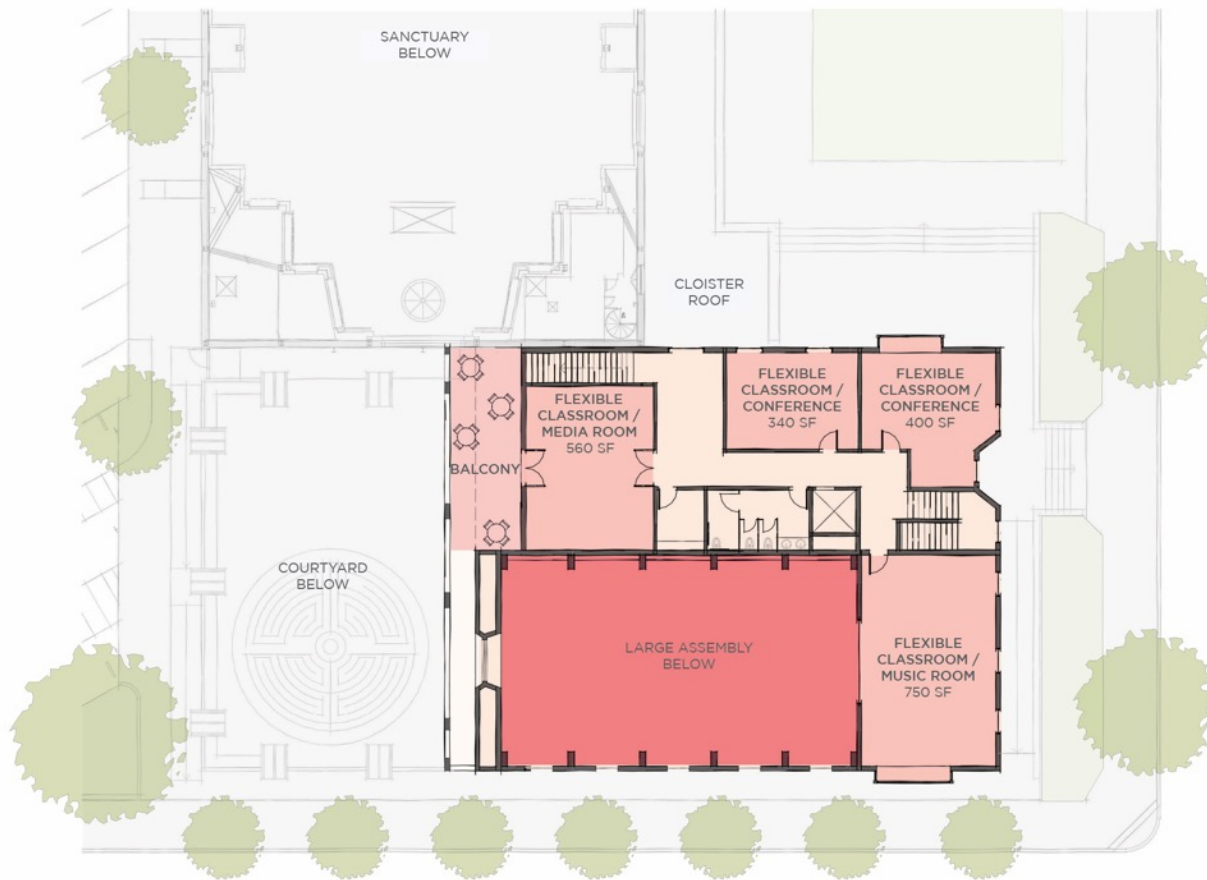 SANCTUARY
BELOW
CLOISTER
ROOF
FLEXIBLE
CLASSROOM /
MEDIA ROOM
560 SF
FLEXIBLE
CLASSROOM /
CONFERENCE
340 SF
FLEXIBLE
CLASSROOM /
CONFERENCE
400 SF
BALCONY
COURTYARD
BELOW
LARGE ASSEMBLY
BELOW
FLEXIBLE
CLASSROOM /
MUSIC ROOM
750 SF